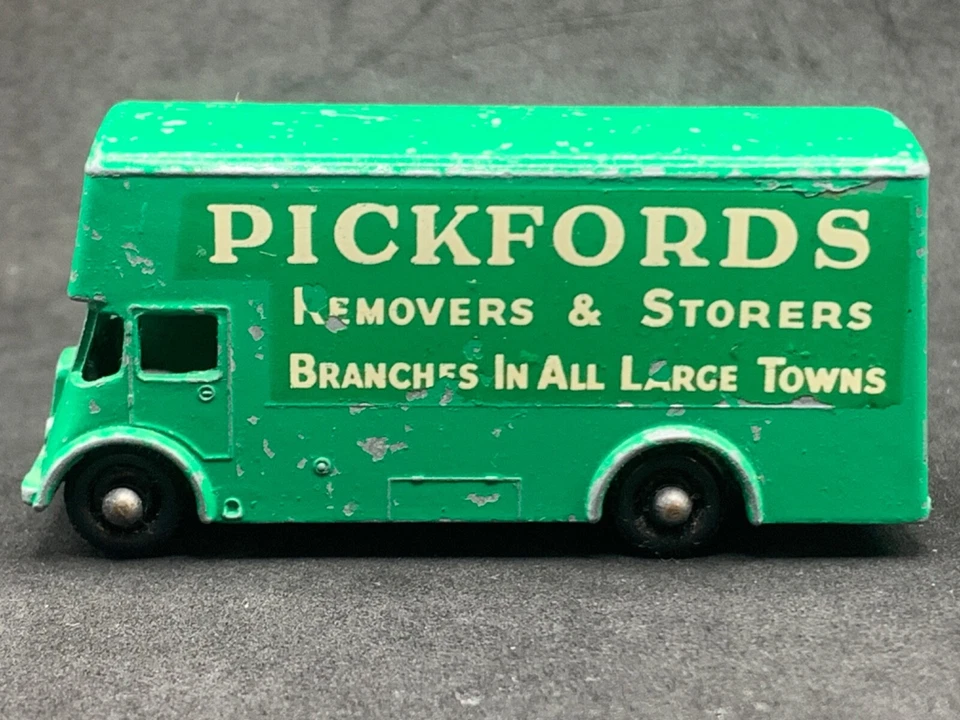 PICKFORDS
REMOVERS & STORERS
BRANCHES IN ALL LARGE TOWNS